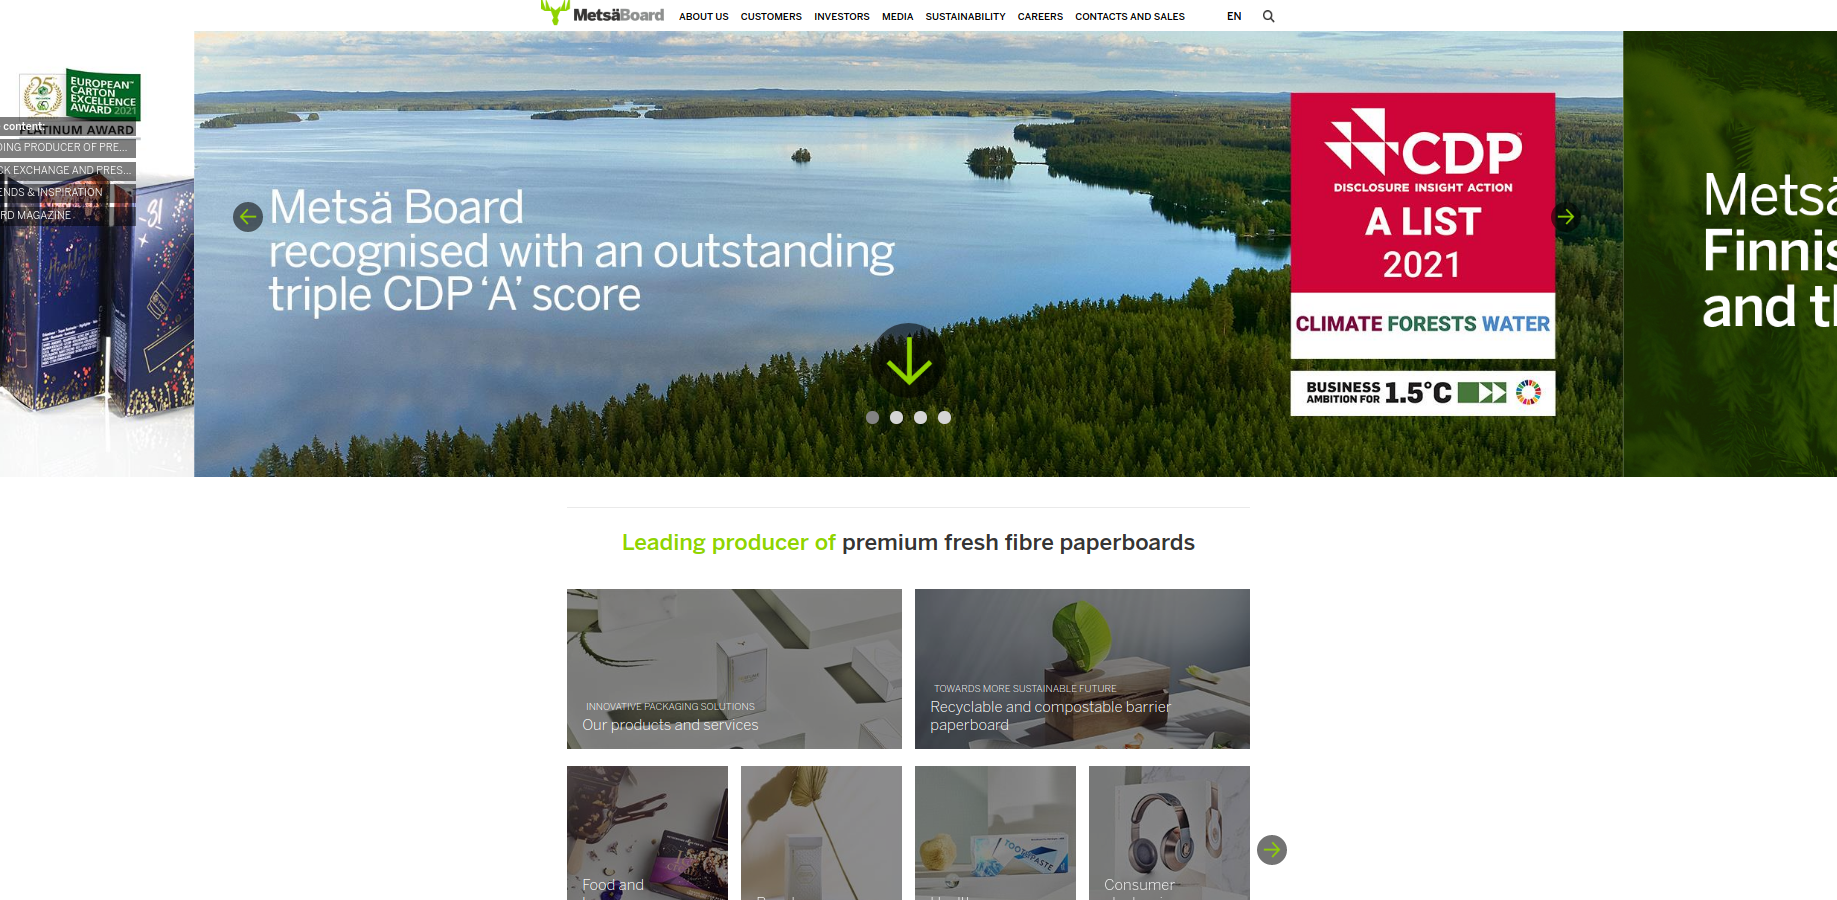 MetsäBoard
ABOUT US
CUSTOMERS
INVESTORS
MEDIA
SUSTAINABILITY
CAREERS
CONTACTS AND SALES
EN
25
EUROPEAN
CARTON
EXCELLENCE
AWARD 2021
PLATINUM AWARD
content:
DING PRODUCER OF PRE...
CK EXCHANGE AND PRES...
ENDS & INSPIRATION
RD MAGAZINE
-31
Highlight
Metsä Board
recognised with an outstanding
triple CDP ‘A’ score
CDP
DISCLOSURE INSIGHT ACTION
A LIST
2021
CLIMATE FORESTS WATER
BUSINESS
AMBITION FOR 1.5°C
Metsä
Finnis
and th
Leading producer of premium fresh fibre paperboards
INNOVATIVE PACKAGING SOLUTIONS
Our products and services
TOWARDS MORE SUSTAINABLE FUTURE
Recyclable and compostable barrier
paperboard
TOOTHPASTE
Food and
Consumer